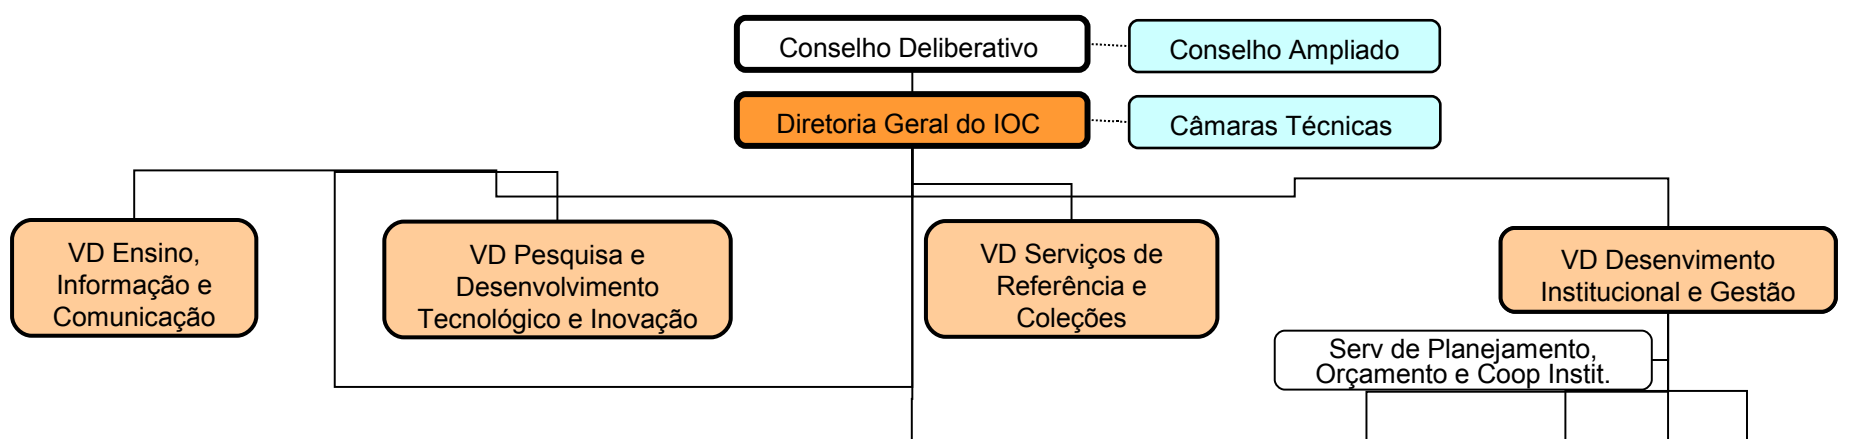 Conselho Deliberativo
Conselho Ampliado
Diretoria Geral do IOC
Câmaras Técnicas
VD Ensino,
Informação e
Comunicação
VD Pesquisa e
Desenvolvimento
Tecnológico e Inovação
VD Serviços de
Referência e
Coleções
VD Desenvimento
Institucional e Gestão
Serv de Planejamento,
Orçamento e Coop Instit.